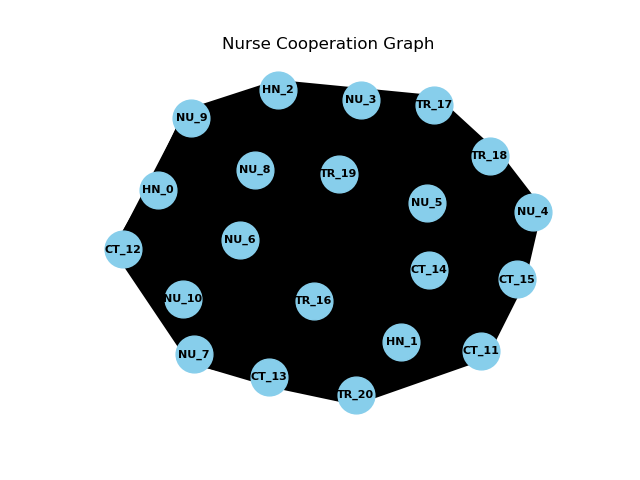 Nurse Cooperation Graph
HN_2
NU_3
TR_17
NU_9
TR_18
NU_8
TR_19
HN_0
NU_5
NU_4
NU_6
CT_12
CT_14
CT_15
NU_10
TR_16
HN_1
CT_11
NU_7
CT_13
TR_20